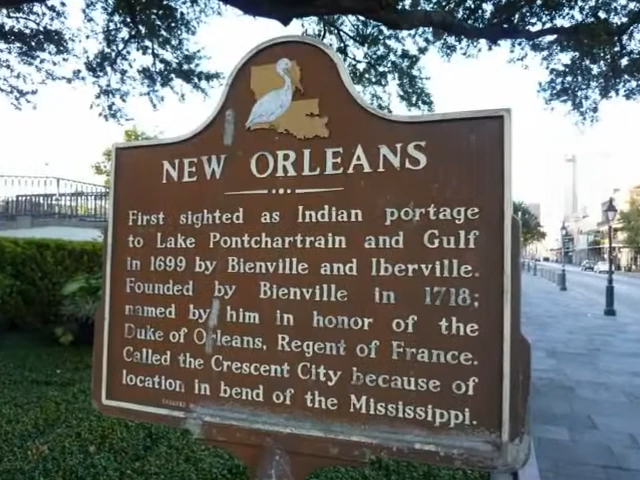 NEW ORLEANS
First sighted as Indian portage
to Lake Pontchartrain and Gulf
in 1699 by Bienville and Iberville.
Founded by Bienville in 1718;
named by him in honor of the
Duke of Orleans, Regent of France.
Called the Crescent City because of
location in bend of the Mississippi.